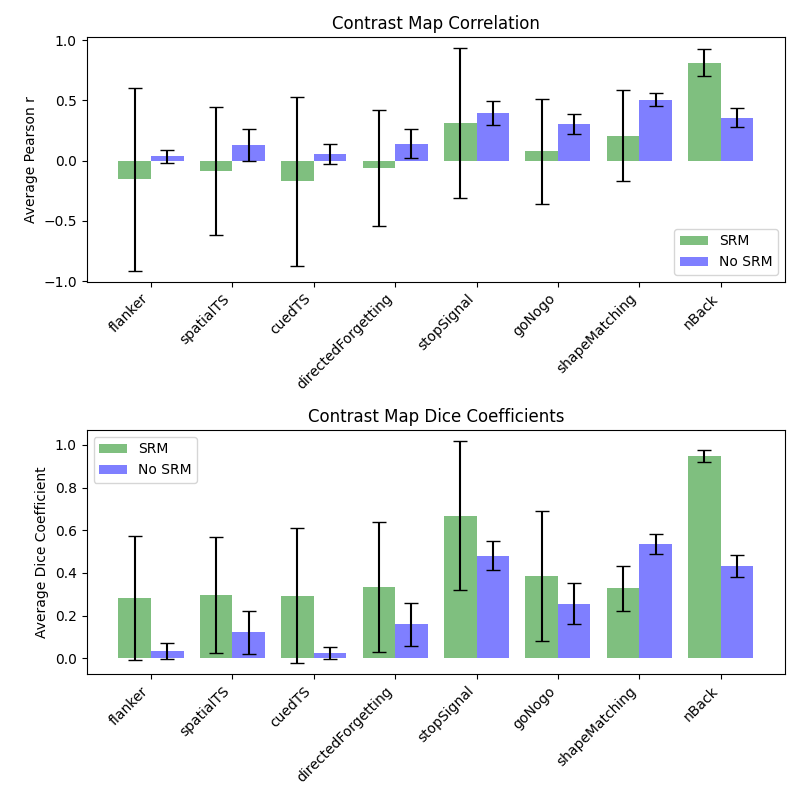 Contrast Map Correlation
Average Pearson r
1.0
0.5
0.0
−0.5
−1.0
SRM
No SRM
flanker
spatialTS
cuedTS
directedForgetting
stopSignal
goNogo
shapeMatching
nBack
Contrast Map Dice Coefficients
Average Dice Coefficient
1.0
0.8
0.6
0.4
0.2
0.0
SRM
No SRM
flanker
spatialTS
cuedTS
directedForgetting
stopSignal
goNogo
shapeMatching
nBack